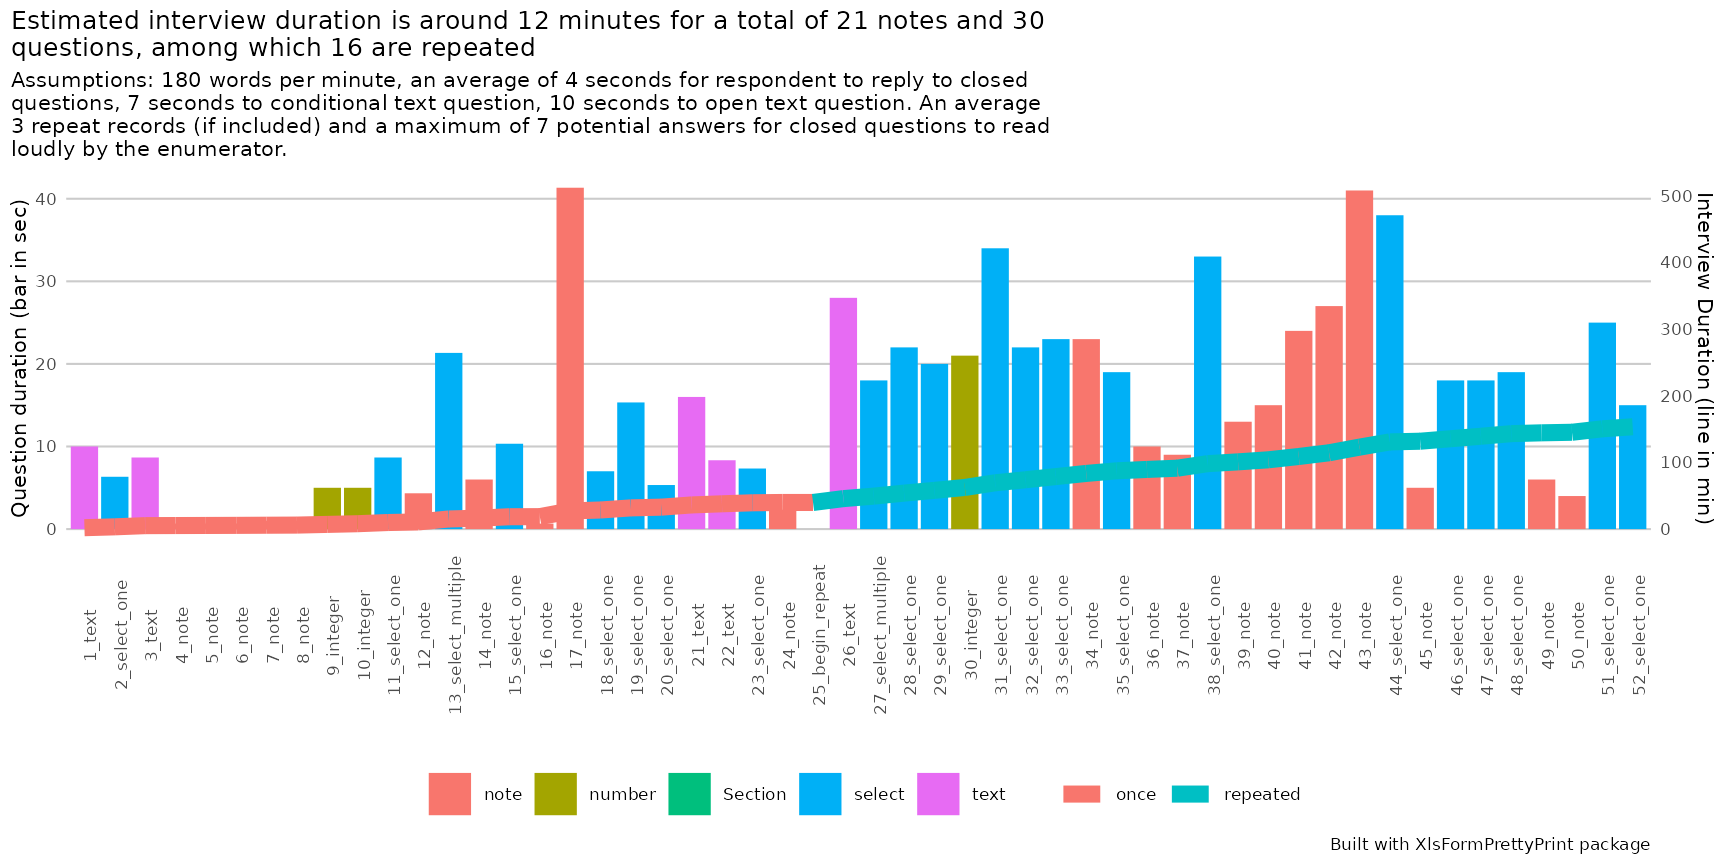 Estimated interview duration is around 12 minutes for a total of 21 notes and 30
questions, among which 16 are repeated
Assumptions: 180 words per minute, an average of 4 seconds for respondent to reply to closed
questions, 7 seconds to conditional text question, 10 seconds to open text question. An average
3 repeat records (if included) and a maximum of 7 potential answers for closed questions to read
loudly by the enumerator.
Question duration (bar in sec)
40
30
20
10
0
500
400
300
200
100
0
Interview Duration (line in min)
1_text
2_select_one
3_text
4_note
5_note
6_note
7_note
8_note
9_integer
10_integer
11_select_one
12_note
13_select_multiple
14_note
15_select_one
16_note
17_note
18_select_one
19_select_one
20_select_one
21_text
22_text
23_select_one
24_note
25_begin_repeat
26_text
27_select_multiple
28_select_one
29_select_one
30_integer
31_select_one
32_select_one
33_select_one
34_note
35_select_one
36_note
37_note
38_select_one
39_note
40_note
41_note
42_note
43_note
44_select_one
45_note
46_select_one
47_select_one
48_select_one
49_note
50_note
51_select_one
52_select_one
note number Section select text once repeated
Built with XlsFormPrettyPrint package